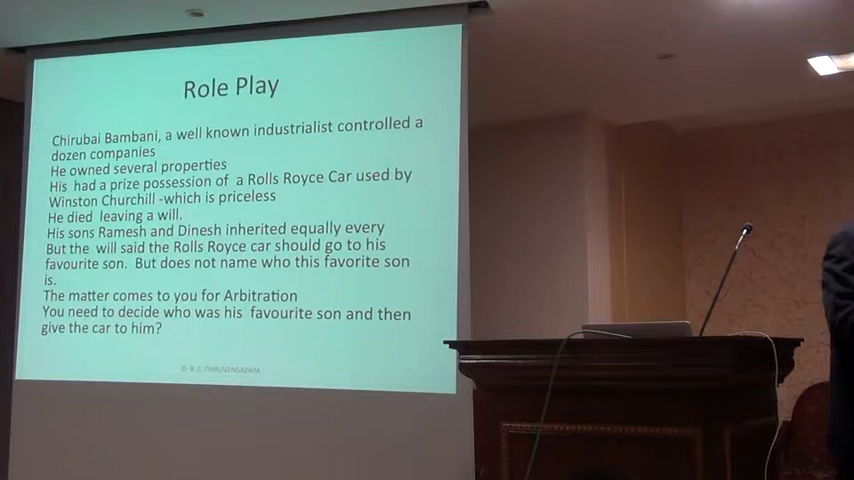 Role Play
Chirubai Bambani, a well known industrialist controlled a
dozen companies
He owned several properties
His had a prize possession of a Rolls Royce Car used by
Winston Churchill -which is priceless
He died leaving a will.
His sons Ramesh and Dinesh inherited equally every
But the will said the Rolls Royce car should go to his
favourite son. But does not name who this favorite son
is.
The matter comes to you for Arbitration
You need to decide who was his favourite son and then
give the car to him?
© R. C. THIRUVENGADAM